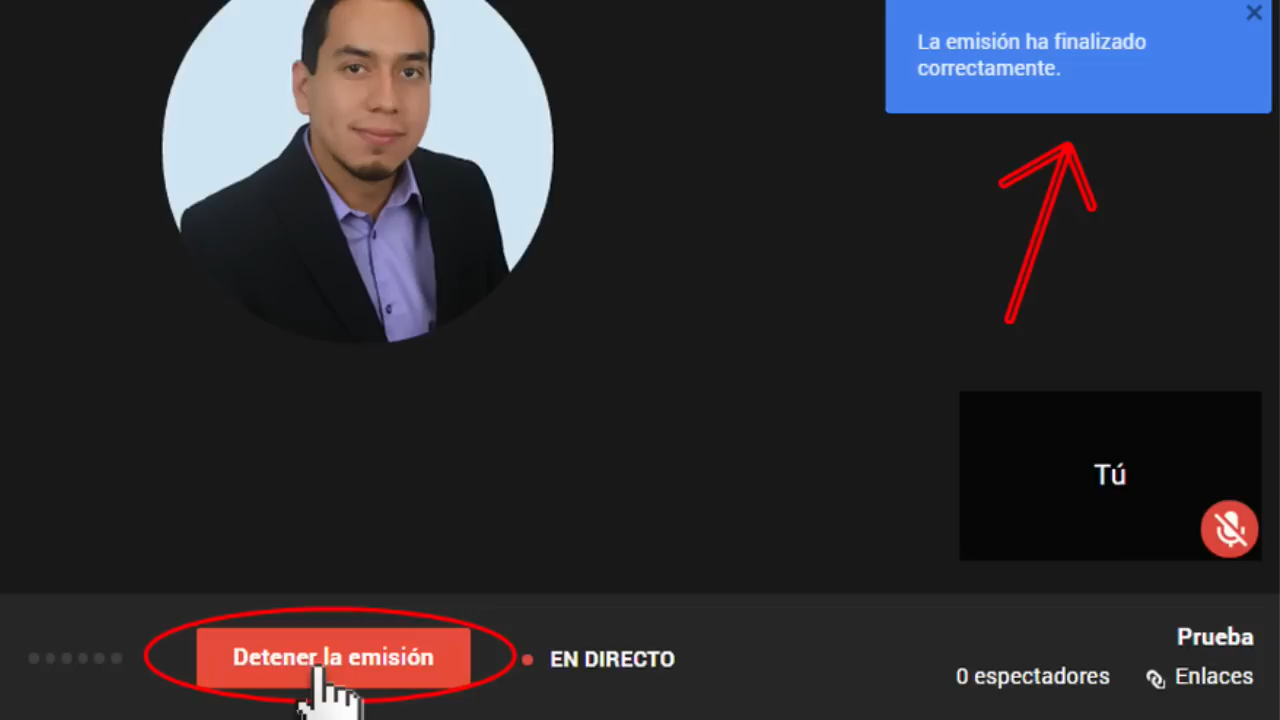 La emisión ha finalizado
correctamente.
Tú
Detener la emisión
EN DIRECTO
Prueba
0 espectadores
Enlaces